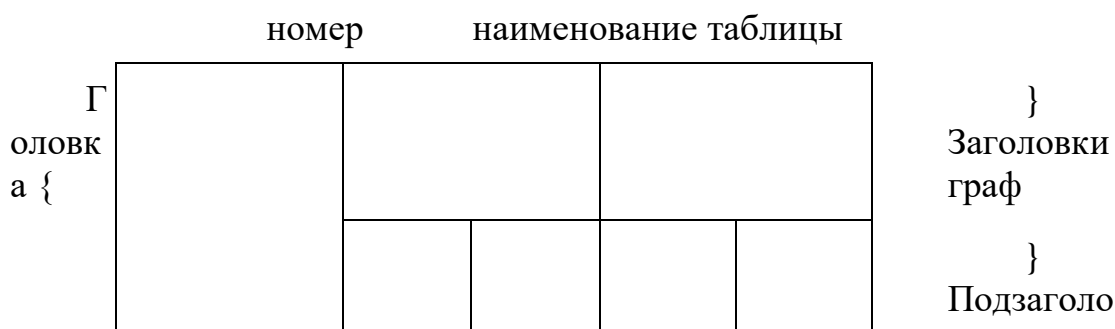 номер наименование таблицы
Г
оловк
а {
}
Заголовки
граф
}
Подзаголо